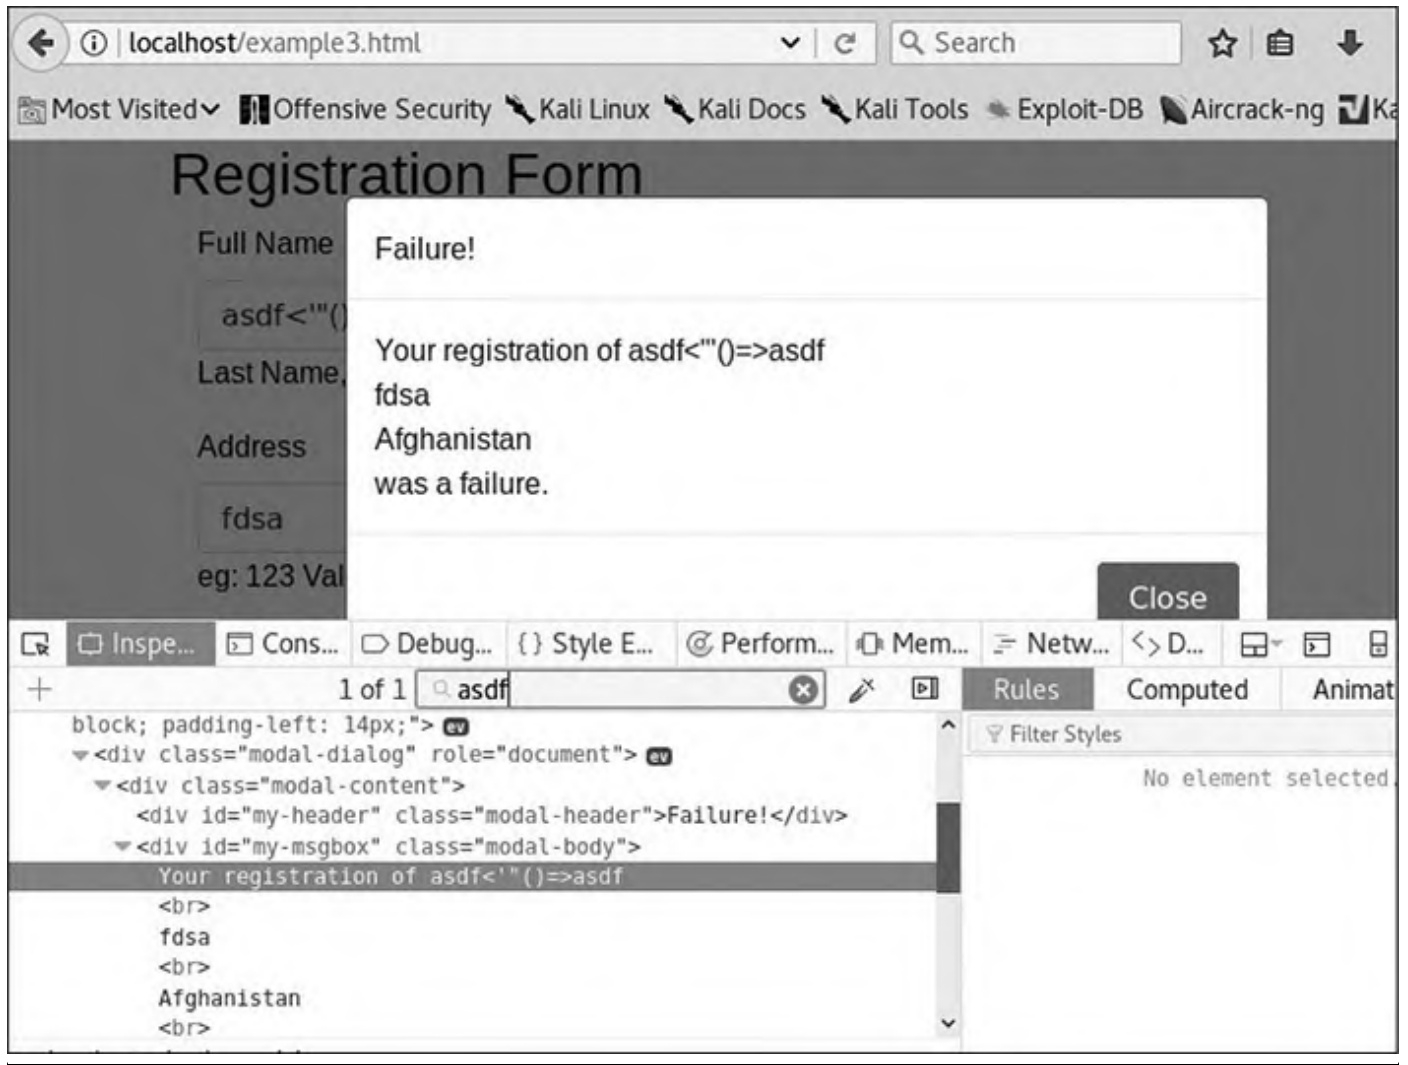 localhost/example3.html
Search
Most Visited Offensive Security Kali Linux Kali Docs Kali Tools Exploit-DB Aircrack-ng Ka
Registration Form
Full Name
Failure!
asdf<'"()
Your registration of asdf<'"()=>asdf
Last Name,
fdsa
Afghanistan
Address
was a failure.
fdsa
eg: 123 Val
Close
Inspe... Cons... Debug... {} Style E... Perform... Mem... Netw... D...
+ 1 of 1 asdf Rules Computed Animat
block; padding-left: 14px;"> ev
Filter Styles
<div class="modal-dialog" role="document"> ev
No element selected.
<div class="modal-content">
<div id="my-header" class="modal-header">Failure!</div>
<div id="my-msgbox" class="modal-body">
Your registration of asdf<'"()=>asdf
<br>
fdsa
<br>
Afghanistan
<br>